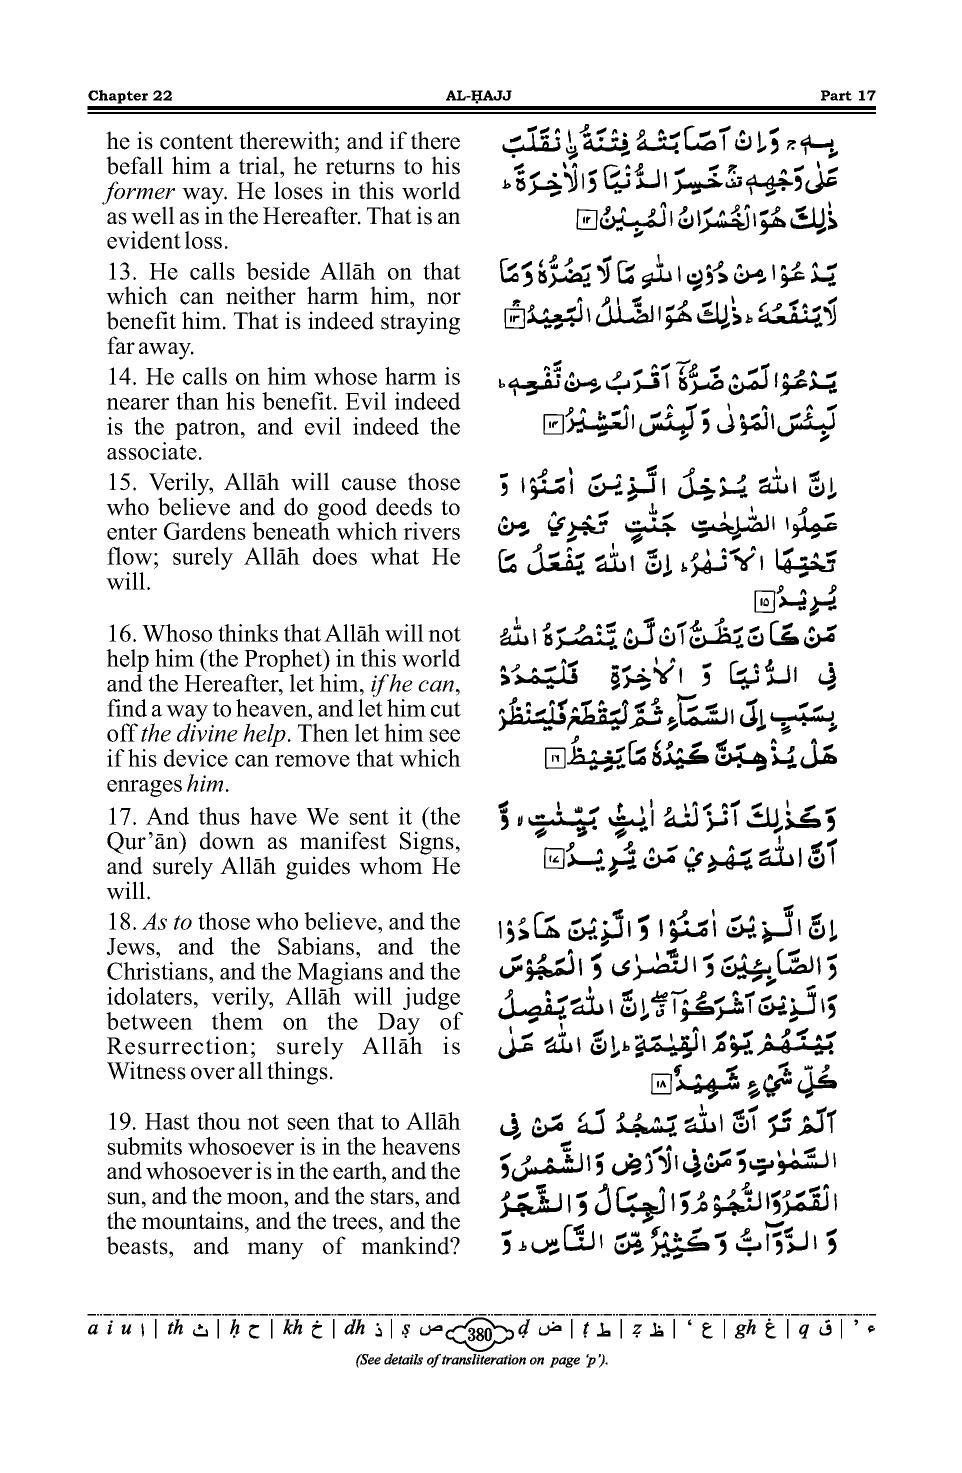 Chapter 22 AL-ḤAJJ Part 17
he is content therewith; and if there
befall him a trial, he returns to his
former way. He loses in this world
as well as in the Hereafter. That is an
evident loss.
13. He calls beside Allāh on that
which can neither harm him, nor
benefit him. That is indeed straying
far away.
14. He calls on him whose harm is
nearer than his benefit. Evil indeed
is the patron, and evil indeed the
associate.
15. Verily, Allāh will cause those
who believe and do good deeds to
enter Gardens beneath which rivers
flow; surely Allāh does what He
will.
16. Whoso thinks that Allāh will not
help him (the Prophet) in this world
and the Hereafter, let him, if he can,
find a way to heaven, and let him cut
off the divine help. Then let him see
if his device can remove that which
enrages him.
17. And thus have We sent it (the
Qur’ān) down as manifest Signs,
and surely Allāh guides whom He
will.
18. As to those who believe, and the
Jews, and the Sabians, and the
Christians, and the Magians and the
idolaters, verily, Allāh will judge
between them on the Day of
Resurrection; surely Allāh is
Witness over all things.
19. Hast thou not seen that to Allāh
submits whosoever is in the heavens
and whosoever is in the earth, and the
sun, and the moon, and the stars, and
the mountains, and the trees, and the
beasts, and many of mankind?
بِهٖ ۚ وَاِنْ اَصَابَتْهُ فِتْنَةُ ۨ انْقَلَبَ
عَلٰى وَجْهِهٖ ۛ خَسِرَ الدُّنْيَا وَالْاٰخِرَةَ ؕ
ذٰلِكَ هُوَ الْخُسْرَانُ الْمُبِيْنُ ۱۲
يَدْعُوْا مِنْ دُوْنِ اللّٰهِ مَا لَا يَضُرُّهٗ وَمَا
لَا يَنْفَعُهٗ ؕ ذٰلِكَ هُوَ الضَّلٰلُ الْبَعِيْدُ ۱۳
يَدْعُوْا لَمَنْ ضَرُّهٗۤ اَقْرَبُ مِنْ نَّفْعِهٖ ؕ
لَبِئْسَ الْمَوْلٰى وَلَبِئْسَ الْعَشِيْرُ ۱۴
اِنَّ اللّٰهَ يُدْخِلُ الَّذِيْنَ اٰمَنُوْا وَ
عَمِلُوا الصّٰلِحٰتِ جَنّٰتٍ تَجْرِيْ مِنْ
تَحْتِهَا الْاَنْهٰرُ ؕ اِنَّ اللّٰهَ يَفْعَلُ مَا
يُرِيْدُ ۱۵
مَنْ كَانَ يَظُنُّ اَنْ لَّنْ يَّنْصُرَهُ اللّٰهُ
فِى الدُّنْيَا وَ الْاٰخِرَةِ فَلْيَمْدُدْ
بِسَبَبٍ اِلَى السَّمَآءِ ثُمَّ لْيَقْطَعْ فَلْيَنْظُرْ
هَلْ يُذْهِبَنَّ كَيْدُهٗ مَا يَغِيْظُ ۱۶
وَكَذٰلِكَ اَنْزَلْنٰهُ اٰيٰتٍۭ بَيِّنٰتٍ ۙ وَّ
اَنَّ اللّٰهَ يَهْدِيْ مَنْ يُّرِيْدُ ۱۷
اِنَّ الَّذِيْنَ اٰمَنُوْا وَ الَّذِيْنَ هَادُوْا
وَ الصَّابِـِٕيْنَ وَ النَّصٰرٰى وَ الْمَجُوْسَ
وَالَّذِيْنَ اَشْرَكُوْۤا ۖ اِنَّ اللّٰهَ يَفْصِلُ
بَيْنَهُمْ يَوْمَ الْقِيٰمَةِ ؕ اِنَّ اللّٰهَ عَلٰى
كُلِّ شَيْءٍ شَهِيْدٌ ۱۸
اَلَمْ تَرَ اَنَّ اللّٰهَ يَسْجُدُ لَهٗ مَنْ فِى
السَّمٰوٰتِ وَ مَنْ فِى الْاَرْضِ وَ الشَّمْسُ وَ
الْقَمَرُ وَ النُّجُوْمُ وَ الْجِبَالُ وَ الشَّجَرُ
وَ الدَّوَآبُّ وَ كَثِيْرٌ مِّنَ النَّاسِ ؕ وَ
a i u ا | th ث | ḥ ح | kh خ | dh ذ | ṣ ص 380 ḍ ض | ṭ ط | ẓ ظ | ‘ ع | gh غ | q ق | ’ ء
(See details of transliteration on page ‘p’).